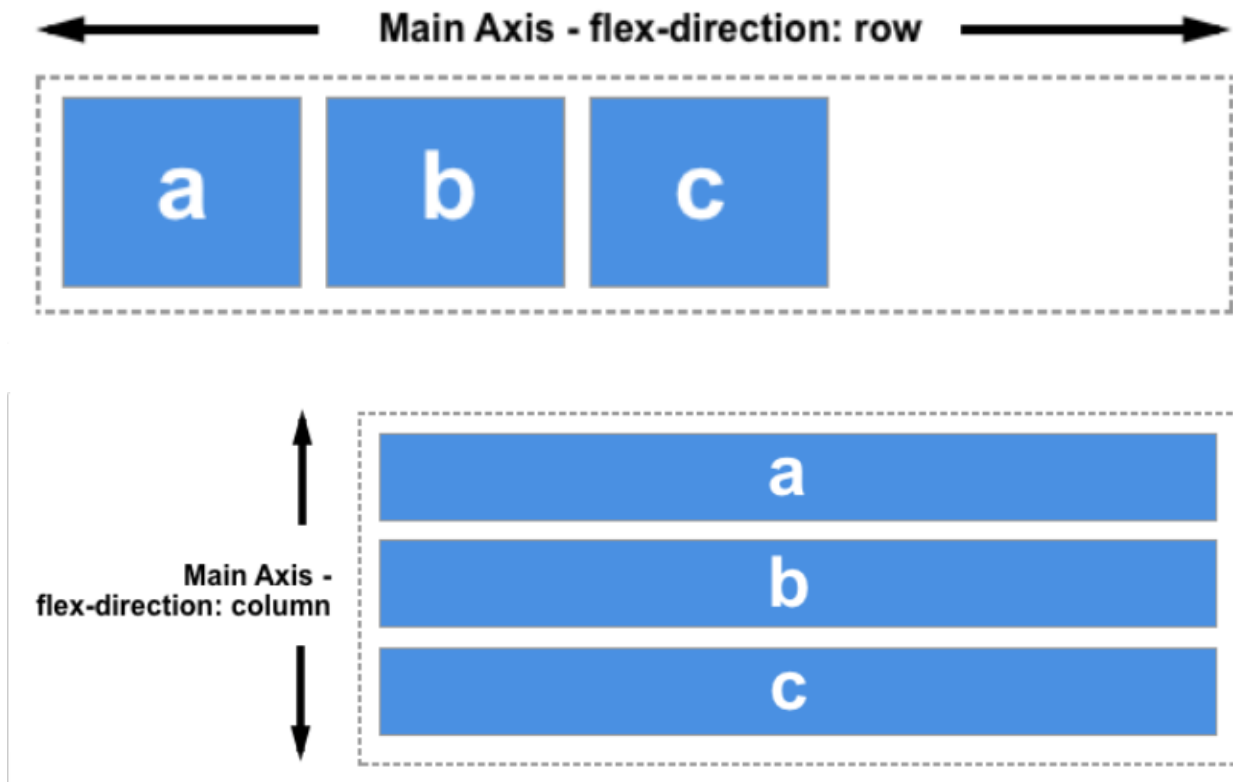 Main Axis - flex-direction: row
a b c
a
Main Axis -
flex-direction: column
b
c